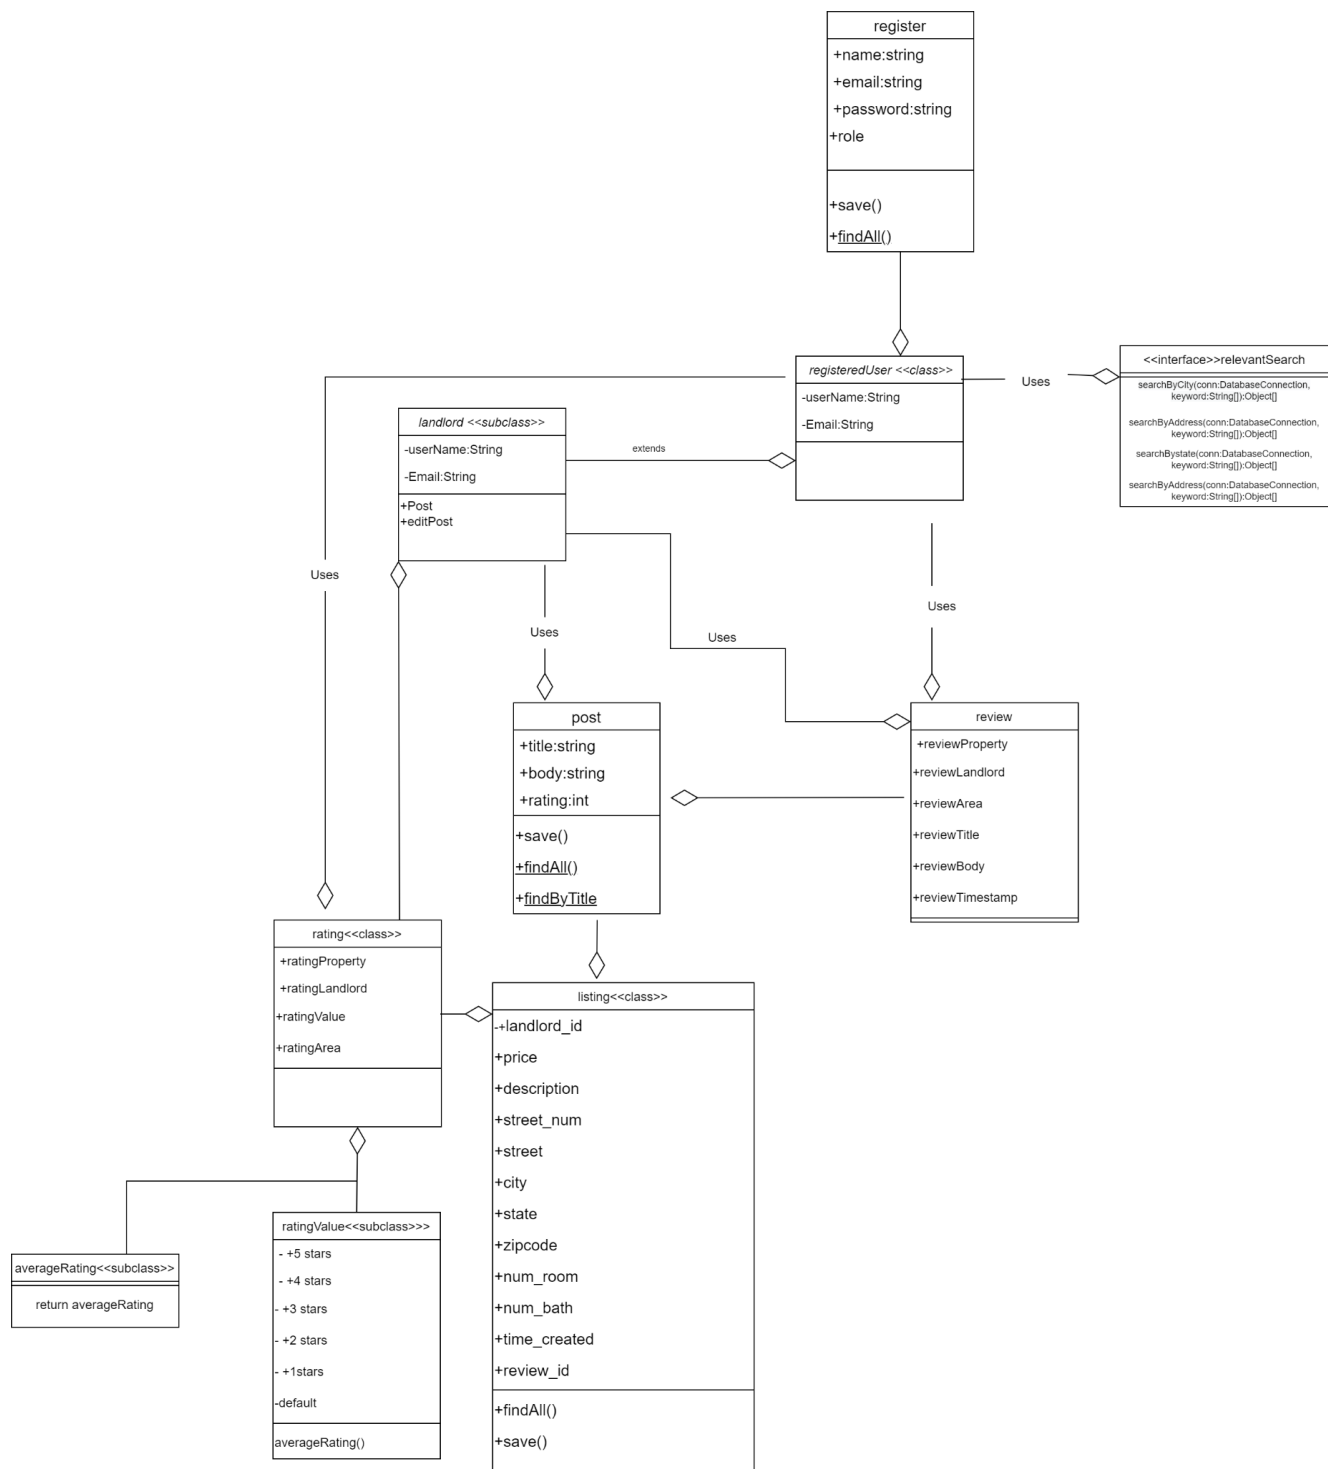 register
+name:string
+email:string
+password:string
+role
+save()
+findAll()
registeredUser <<class>>
-userName:String
-Email:String
Uses
<<interface>>relevantSearch
searchByCity(conn:DatabaseConnection,
keyword:String[]):Object[]
searchByAddress(conn:DatabaseConnection,
keyword:String[]):Object[]
searchBystate(conn:DatabaseConnection,
keyword:String[]):Object[]
searchByAddress(conn:DatabaseConnection,
keyword:String[]):Object[]
landlord <<subclass>>
-userName:String
-Email:String
+Post
+editPost
extends
Uses
Uses
Uses
Uses
post
+title:string
+body:string
+rating:int
+save()
+findAll()
+findByTitle
review
+reviewProperty
+reviewLandlord
+reviewArea
+reviewTitle
+reviewBody
+reviewTimestamp
rating<<class>>
+ratingProperty
+ratingLandlord
+ratingValue
+ratingArea
listing<<class>>
-+landlord_id
+price
+description
+street_num
+street
+city
+state
+zipcode
+num_room
+num_bath
+time_created
+review_id
+findAll()
+save()
averageRating<<subclass>>
return averageRating
ratingValue<<subclass>>>
- +5 stars
- +4 stars
- +3 stars
- +2 stars
- +1stars
-default
averageRating()